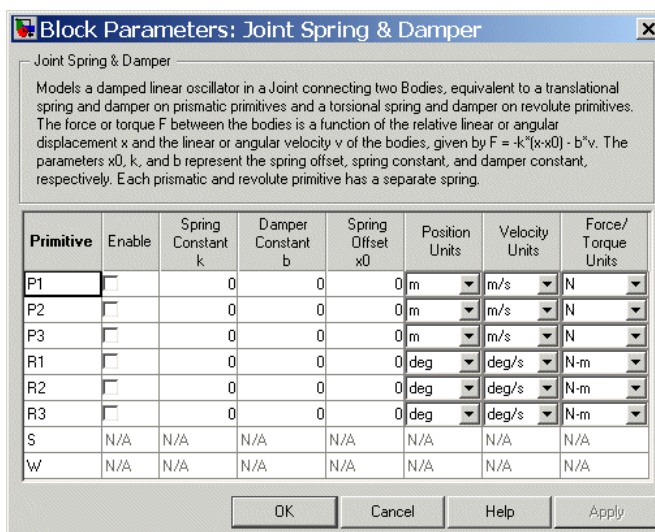 Block Parameters: Joint Spring & Damper
Joint Spring & Damper
Models a damped linear oscillator in a Joint connecting two Bodies, equivalent to a translational
spring and damper on prismatic primitives and a torsional spring and damper on revolute primitives.
The force or torque F between the bodies is a function of the relative linear or angular
displacement x and the linear or angular velocity v of the bodies, given by F = -k*(x-x0) - b*v. The
parameters x0, k, and b represent the spring offset, spring constant, and damper constant,
respectively. Each prismatic and revolute primitive has a separate spring.
Primitive Enable Spring Constant k Damper Constant b Spring Offset x0 Position Units Velocity Units Force/ Torque Units
P1 0 0 0 m m/s N
P2 0 0 0 m m/s N
P3 0 0 0 m m/s N
R1 0 0 0 deg deg/s N-m
R2 0 0 0 deg deg/s N-m
R3 0 0 0 deg deg/s N-m
S N/A N/A N/A N/A N/A N/A N/A
W N/A N/A N/A N/A N/A N/A N/A
OK Cancel Help Apply